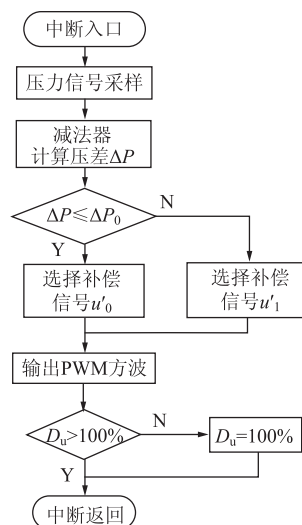 中断入口
压力信号采样
减法器
计算压差ΔP
ΔP≤ΔP₀
N
Y
选择补偿
信号u′₀
选择补偿
信号u′₁
输出PWM方波
Dᵤ>100%
N
Dᵤ=100%
Y
中断返回